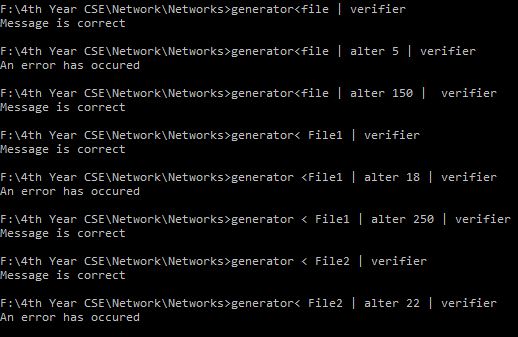 F:\4th Year CSE\Network\Networks>generator<file | verifier
Message is correct
F:\4th Year CSE\Network\Networks>generator<file | alter 5 | verifier
An error has occured
F:\4th Year CSE\Network\Networks>generator<file | alter 150 |  verifier
Message is correct
F:\4th Year CSE\Network\Networks>generator< File1 | verifier
Message is correct
F:\4th Year CSE\Network\Networks>generator <File1 | alter 18 | verifier
An error has occured
F:\4th Year CSE\Network\Networks>generator < File1 | alter 250 | verifier
Message is correct
F:\4th Year CSE\Network\Networks>generator < File2 | verifier
Message is correct
F:\4th Year CSE\Network\Networks>generator< File2 | alter 22 | verifier
An error has occured